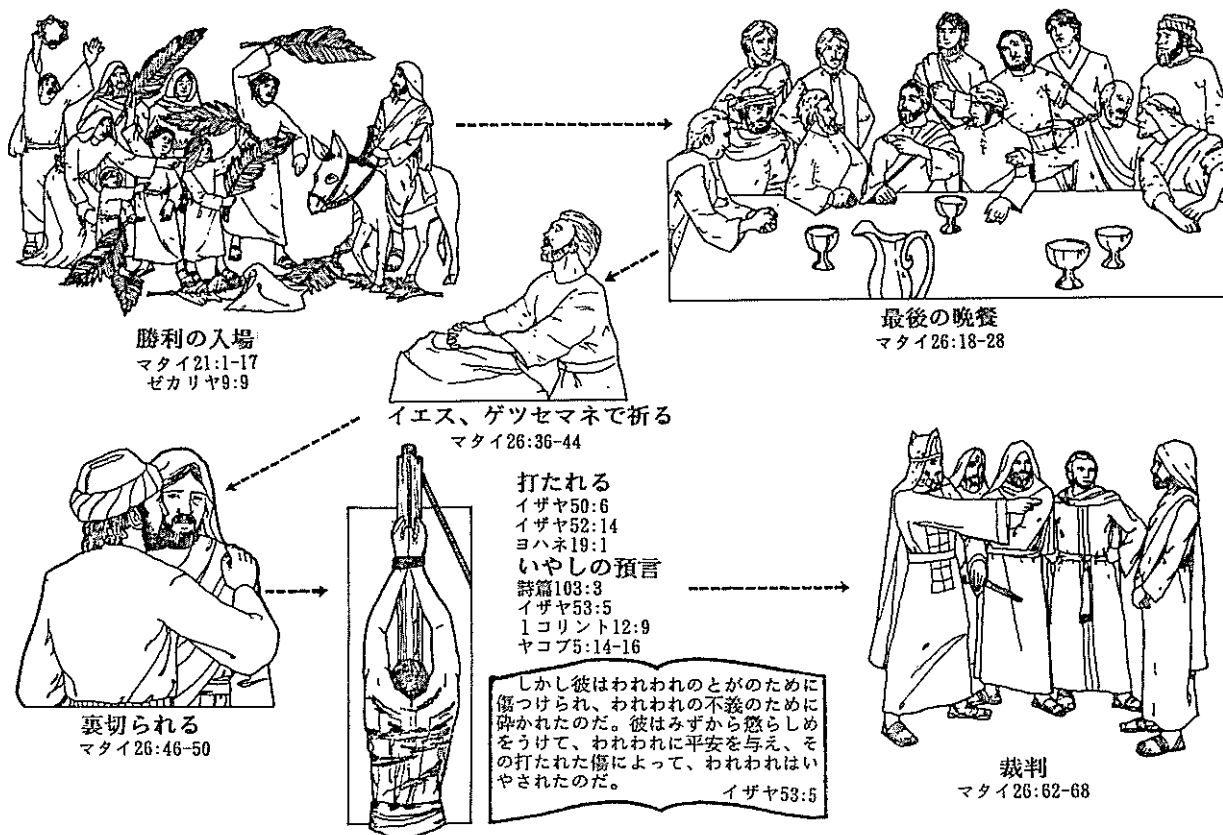 勝利の入場
マタイ21:1-17
ゼカリヤ9:9
最後の晩餐
マタイ26:18-28
イエス、ゲツセマネで祈る
マタイ26:36-44
裏切られる
マタイ26:46-50
打たれる
イザヤ50:6
イザヤ52:14
ヨハネ19:1
いやしの預言
詩篇103:3
イザヤ53:5
1コリント12:9
ヤコブ5:14-16
しかし彼はわれわれのとがのために
傷つけられ、われわれの不義のために
砕かれたのだ。彼はみずから懲らしめ
をうけて、われわれに平安を与え、そ
の打たれた傷によって、われわれはい
やされたのだ。
イザヤ53:5
裁判
マタイ26:62-68